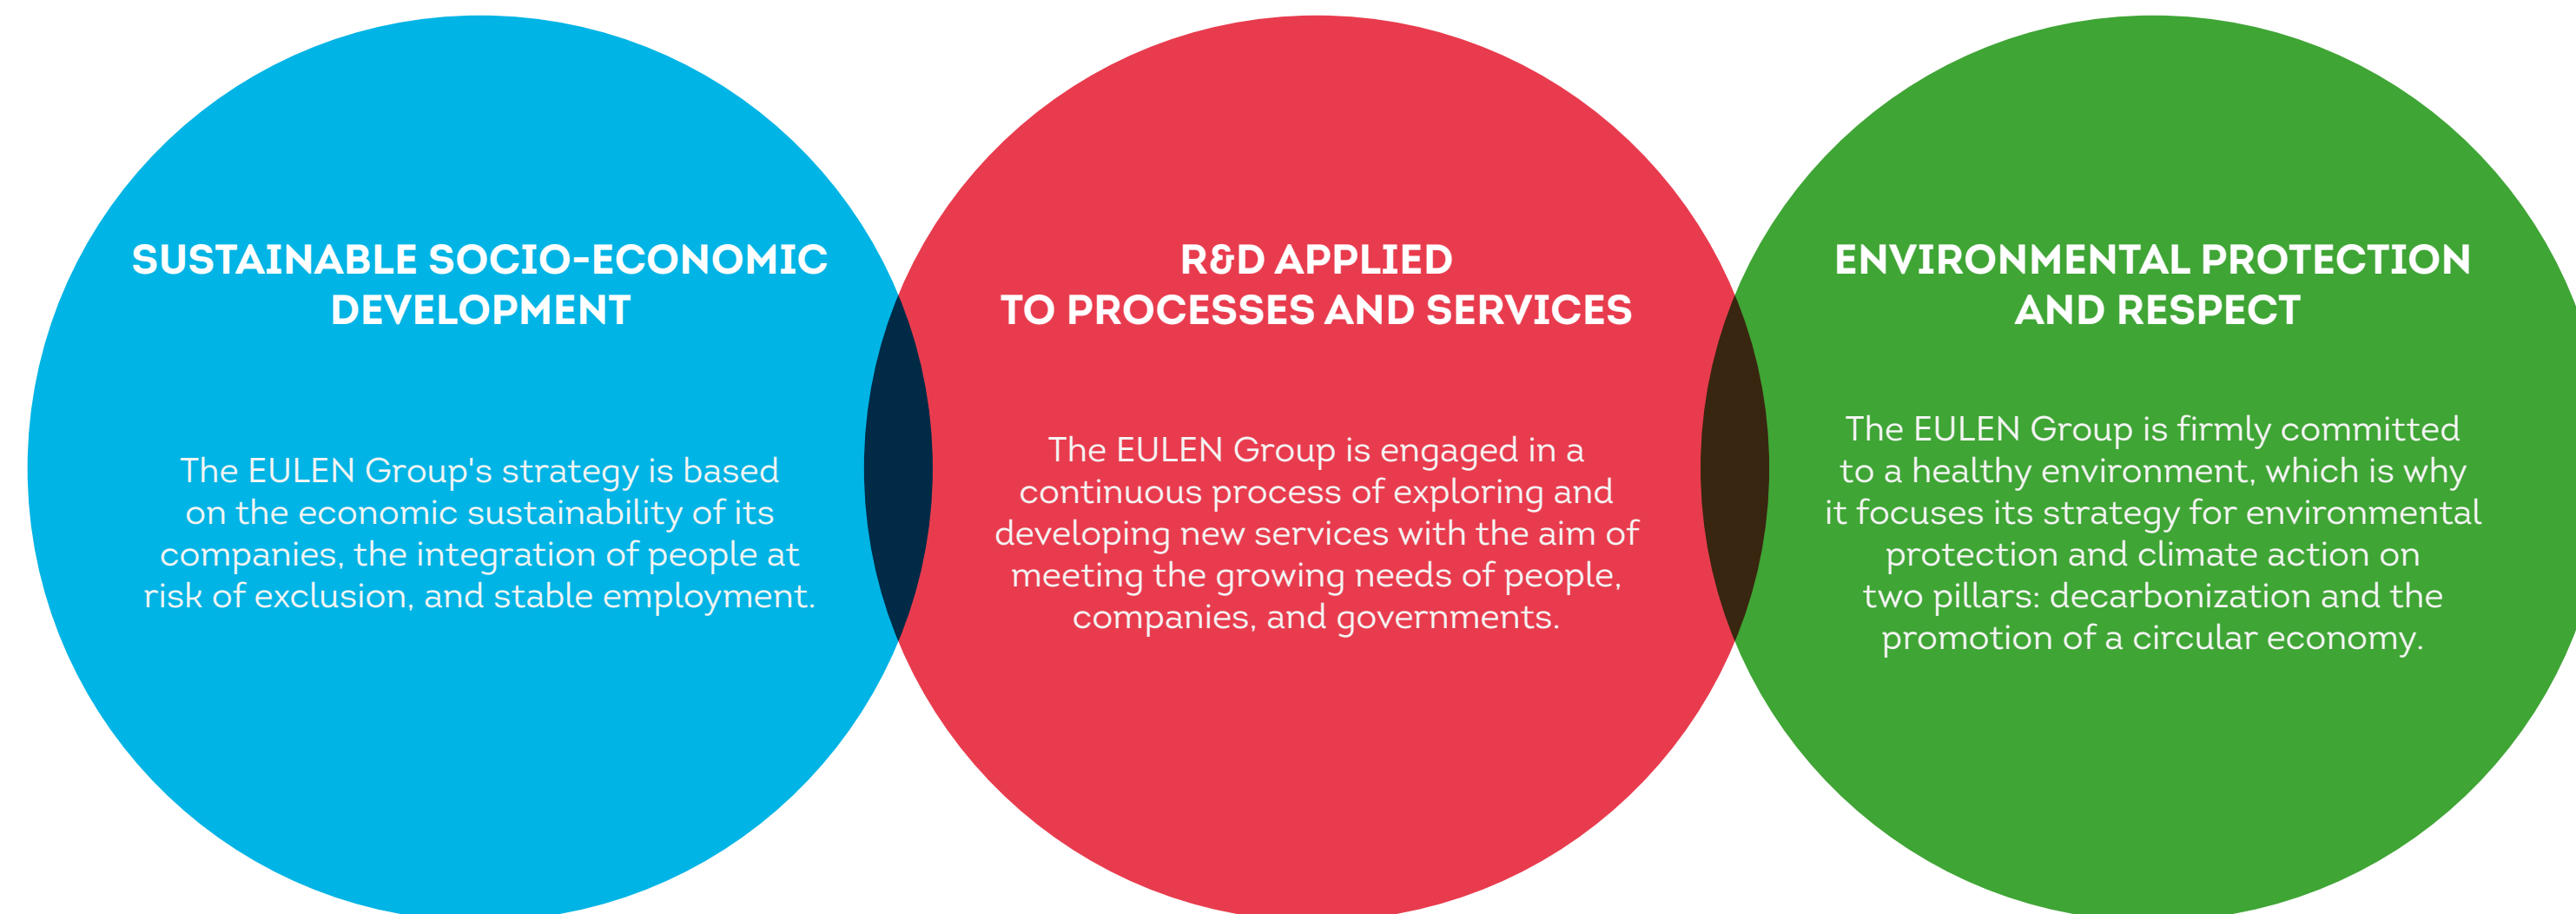 SUSTAINABLE SOCIO-ECONOMIC
DEVELOPMENT
The EULEN Group's strategy is based
on the economic sustainability of its
companies, the integration of people at
risk of exclusion, and stable employment.
R&D APPLIED
TO PROCESSES AND SERVICES
The EULEN Group is engaged in a
continuous process of exploring and
developing new services with the aim of
meeting the growing needs of people,
companies, and governments.
ENVIRONMENTAL PROTECTION
AND RESPECT
The EULEN Group is firmly committed
to a healthy environment, which is why
it focuses its strategy for environmental
protection and climate action on
two pillars: decarbonization and the
promotion of a circular economy.